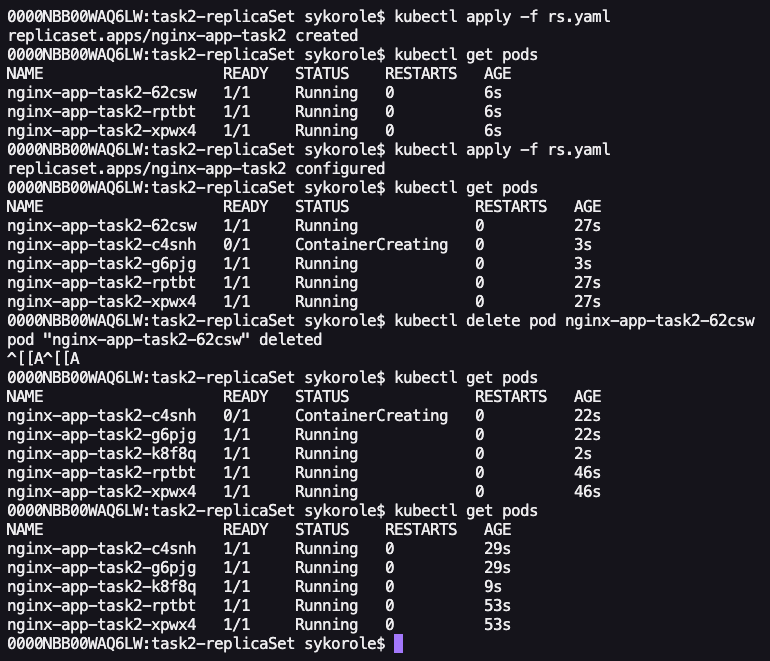 0000NBB00WAQ6LW:task2-replicaSet sykorole$ kubectl apply -f rs.yaml
replicaset.apps/nginx-app-task2 created
0000NBB00WAQ6LW:task2-replicaSet sykorole$ kubectl get pods
NAME                    READY   STATUS    RESTARTS   AGE
nginx-app-task2-62csw   1/1     Running   0          6s
nginx-app-task2-rptbt   1/1     Running   0          6s
nginx-app-task2-xpwx4   1/1     Running   0          6s
0000NBB00WAQ6LW:task2-replicaSet sykorole$ kubectl apply -f rs.yaml
replicaset.apps/nginx-app-task2 configured
0000NBB00WAQ6LW:task2-replicaSet sykorole$ kubectl get pods
NAME                    READY   STATUS              RESTARTS   AGE
nginx-app-task2-62csw   1/1     Running             0          27s
nginx-app-task2-c4snh   0/1     ContainerCreating   0          3s
nginx-app-task2-g6pjg   1/1     Running             0          3s
nginx-app-task2-rptbt   1/1     Running             0          27s
nginx-app-task2-xpwx4   1/1     Running             0          27s
0000NBB00WAQ6LW:task2-replicaSet sykorole$ kubectl delete pod nginx-app-task2-62csw
pod "nginx-app-task2-62csw" deleted
^[[A^[[A
0000NBB00WAQ6LW:task2-replicaSet sykorole$ kubectl get pods
NAME                    READY   STATUS              RESTARTS   AGE
nginx-app-task2-c4snh   0/1     ContainerCreating   0          22s
nginx-app-task2-g6pjg   1/1     Running             0          22s
nginx-app-task2-k8f8q   1/1     Running             0          2s
nginx-app-task2-rptbt   1/1     Running             0          46s
nginx-app-task2-xpwx4   1/1     Running             0          46s
0000NBB00WAQ6LW:task2-replicaSet sykorole$ kubectl get pods
NAME                    READY   STATUS    RESTARTS   AGE
nginx-app-task2-c4snh   1/1     Running   0          29s
nginx-app-task2-g6pjg   1/1     Running   0          29s
nginx-app-task2-k8f8q   1/1     Running   0          9s
nginx-app-task2-rptbt   1/1     Running   0          53s
nginx-app-task2-xpwx4   1/1     Running   0          53s
0000NBB00WAQ6LW:task2-replicaSet sykorole$